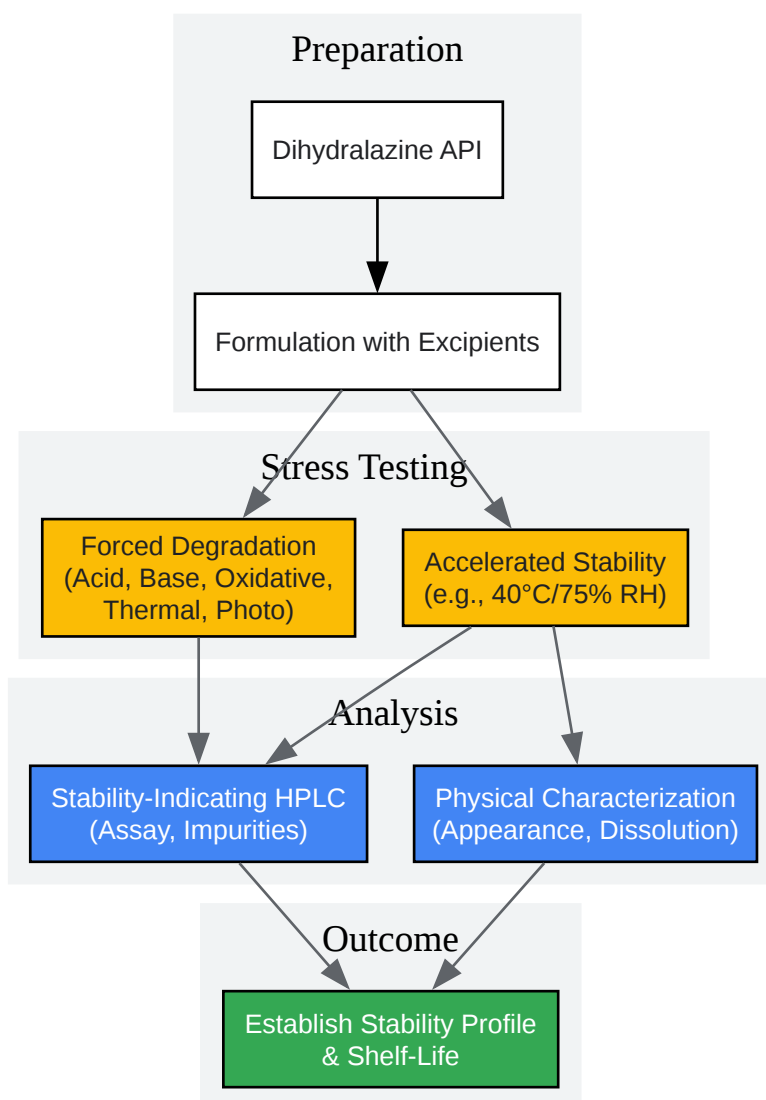 Preparation
Dihydralazine API
Formulation with Excipients
Stress Testing
Forced Degradation
(Acid, Base, Oxidative,
Thermal, Photo)
Accelerated Stability
(e.g., 40°C/75% RH)
Analysis
Stability-Indicating HPLC
(Assay, Impurities)
Physical Characterization
(Appearance, Dissolution)
Outcome
Establish Stability Profile
& Shelf-Life